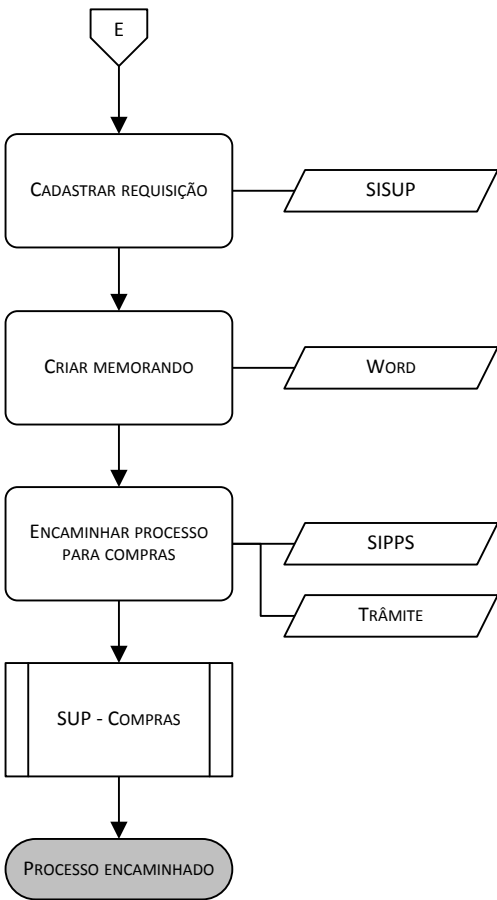 E
CADASTRAR REQUISIÇÃO
SISUP
CRIAR MEMORANDO
WORD
ENCAMINHAR PROCESSO
PARA COMPRAS
SIPPS
TRÂMITE
SUP - COMPRAS
PROCESSO ENCAMINHADO